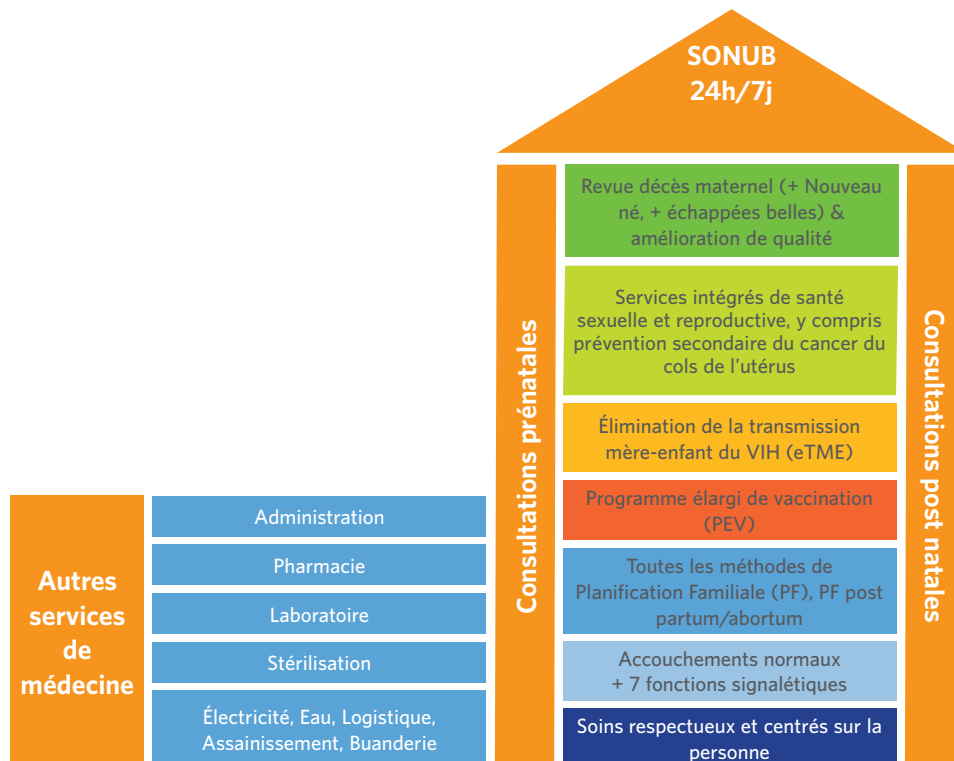 SONUB
24h/7j
Consultations prénatales
Revue décès maternel (+ Nouveau
né, + échappées belles) &
amélioration de qualité
Services intégrés de santé
sexuelle et reproductive, y compris
prévention secondaire du cancer du
cols de l'utérus
Élimination de la transmission
mère-enfant du VIH (eTME)
Programme élargi de vaccination
(PEV)
Toutes les méthodes de
Planification Familiale (PF), PF post
partum/abortum
Accouchements normaux
+ 7 fonctions signalétiques
Soins respectueux et centrés sur la
personne
Consultations post natales
Autres
services
de
médecine
Administration
Pharmacie
Laboratoire
Stérilisation
Électricité, Eau, Logistique,
Assainissement, Buanderie